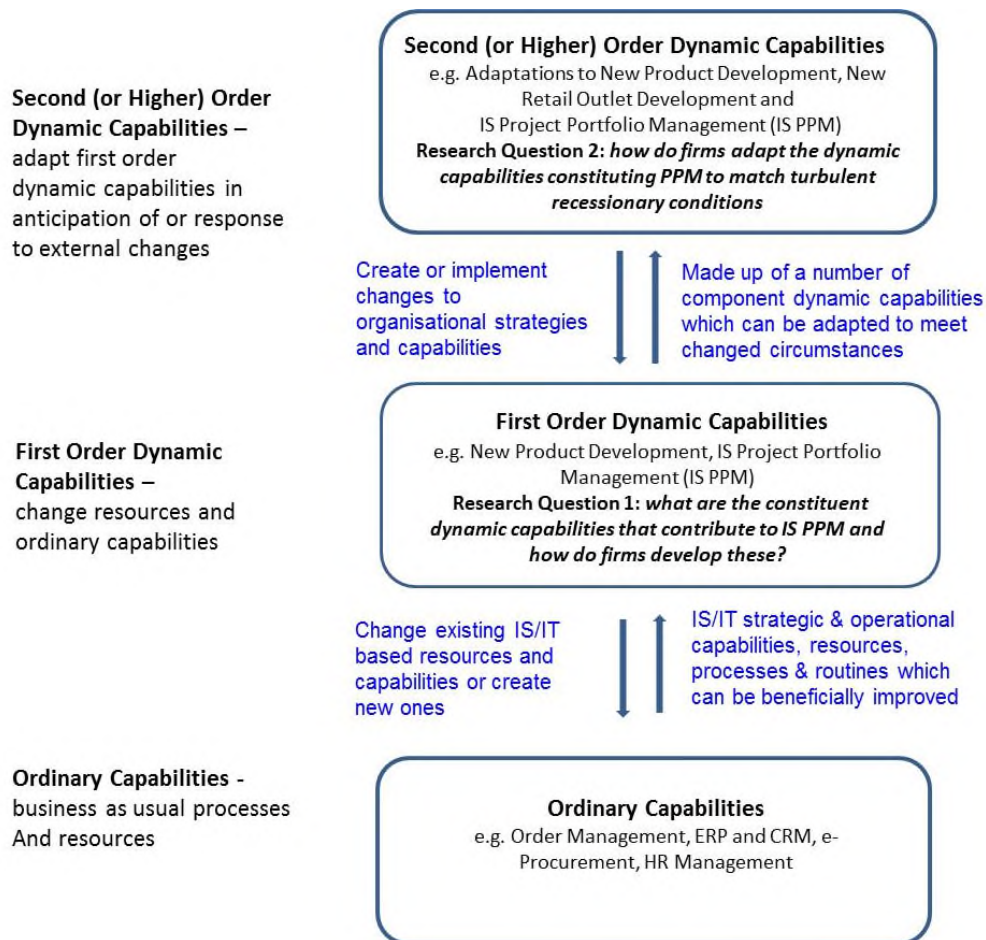 Second (or Higher) Order
Dynamic Capabilities –
adapt first order
dynamic capabilities in
anticipation of or response
to external changes
Second (or Higher) Order Dynamic Capabilities
e.g. Adaptations to New Product Development, New
Retail Outlet Development and
IS Project Portfolio Management (IS PPM)
Research Question 2: how do firms adapt the dynamic
capabilities constituting PPM to match turbulent
recessionary conditions
Create or implement
changes to
organisational strategies
and capabilities
Made up of a number of
component dynamic capabilities
which can be adapted to meet
changed circumstances
First Order Dynamic
Capabilities –
change resources and
ordinary capabilities
First Order Dynamic Capabilities
e.g. New Product Development, IS Project Portfolio
Management (IS PPM)
Research Question 1: what are the constituent
dynamic capabilities that contribute to IS PPM and
how do firms develop these?
Change existing IS/IT
based resources and
capabilities or create
new ones
IS/IT strategic & operational
capabilities, resources,
processes & routines which
can be beneficially improved
Ordinary Capabilities -
business as usual processes
And resources
Ordinary Capabilities
e.g. Order Management, ERP and CRM, e-
Procurement, HR Management